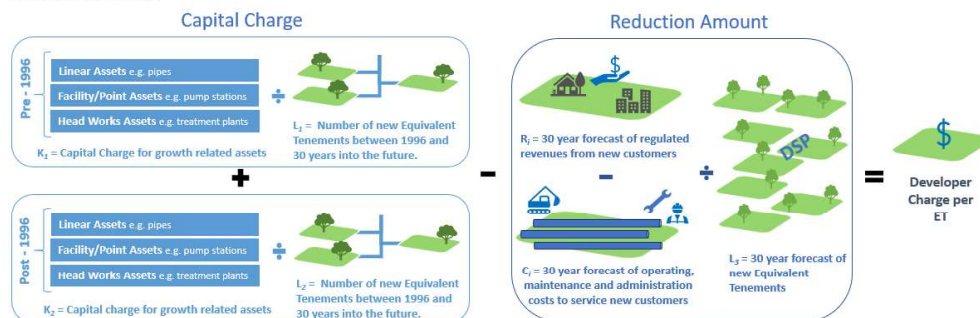 Capital Charge
Reduction Amount
Pre - 1996
Linear Assets e.g. pipes
Facility/Point Assets e.g. pump stations
Head Works Assets e.g. treatment plants
÷
L₁ = Number of new Equivalent
Tenements between 1996 and
30 years into the future.
K₁ = Capital Charge for growth related assets
+
Post - 1996
Linear Assets e.g. pipes
Facility/Point Assets e.g. pump stations
Head Works Assets e.g. treatment plants
÷
L₂ = Number of new Equivalent
Tenements between 1996 and
30 years into the future.
K₂ = Capital charge for growth related assets
-
$
Rᵢ = 30 year forecast of regulated
revenues from new customers
-
Cᵢ = 30 year forecast of operating,
maintenance and administration
costs to service new customers
÷
DSP
L₃ = 30 year forecast of
new Equivalent
Tenements
=
$
Developer
Charge per
ET